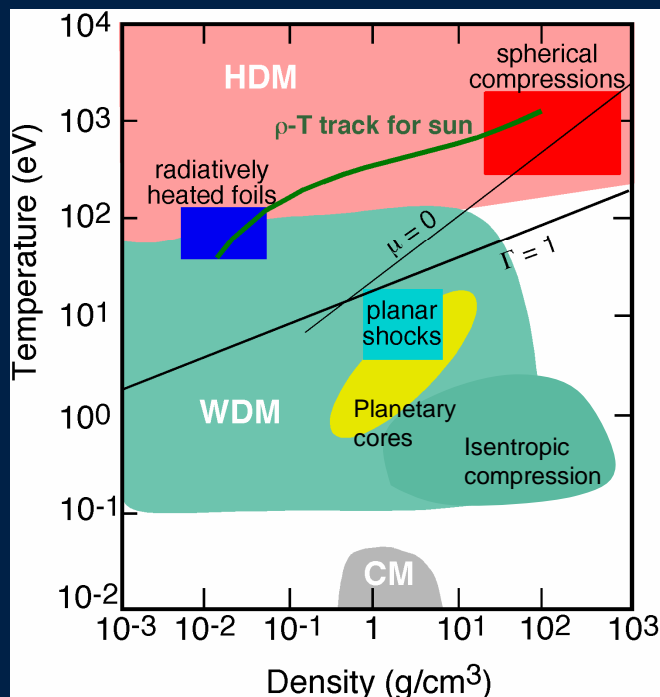 10⁴
10³
10²
10¹
10⁰
10-¹
10-²
Temperature (eV)
HDM
spherical
compressions
ρ-T track for sun
radiatively
heated foils
μ = 0
Γ = 1
planar
shocks
WDM
Planetary
cores
Isentropic
compression
CM
10-³ 10-² 10-¹ 1 10¹ 10² 10³
Density (g/cm³)